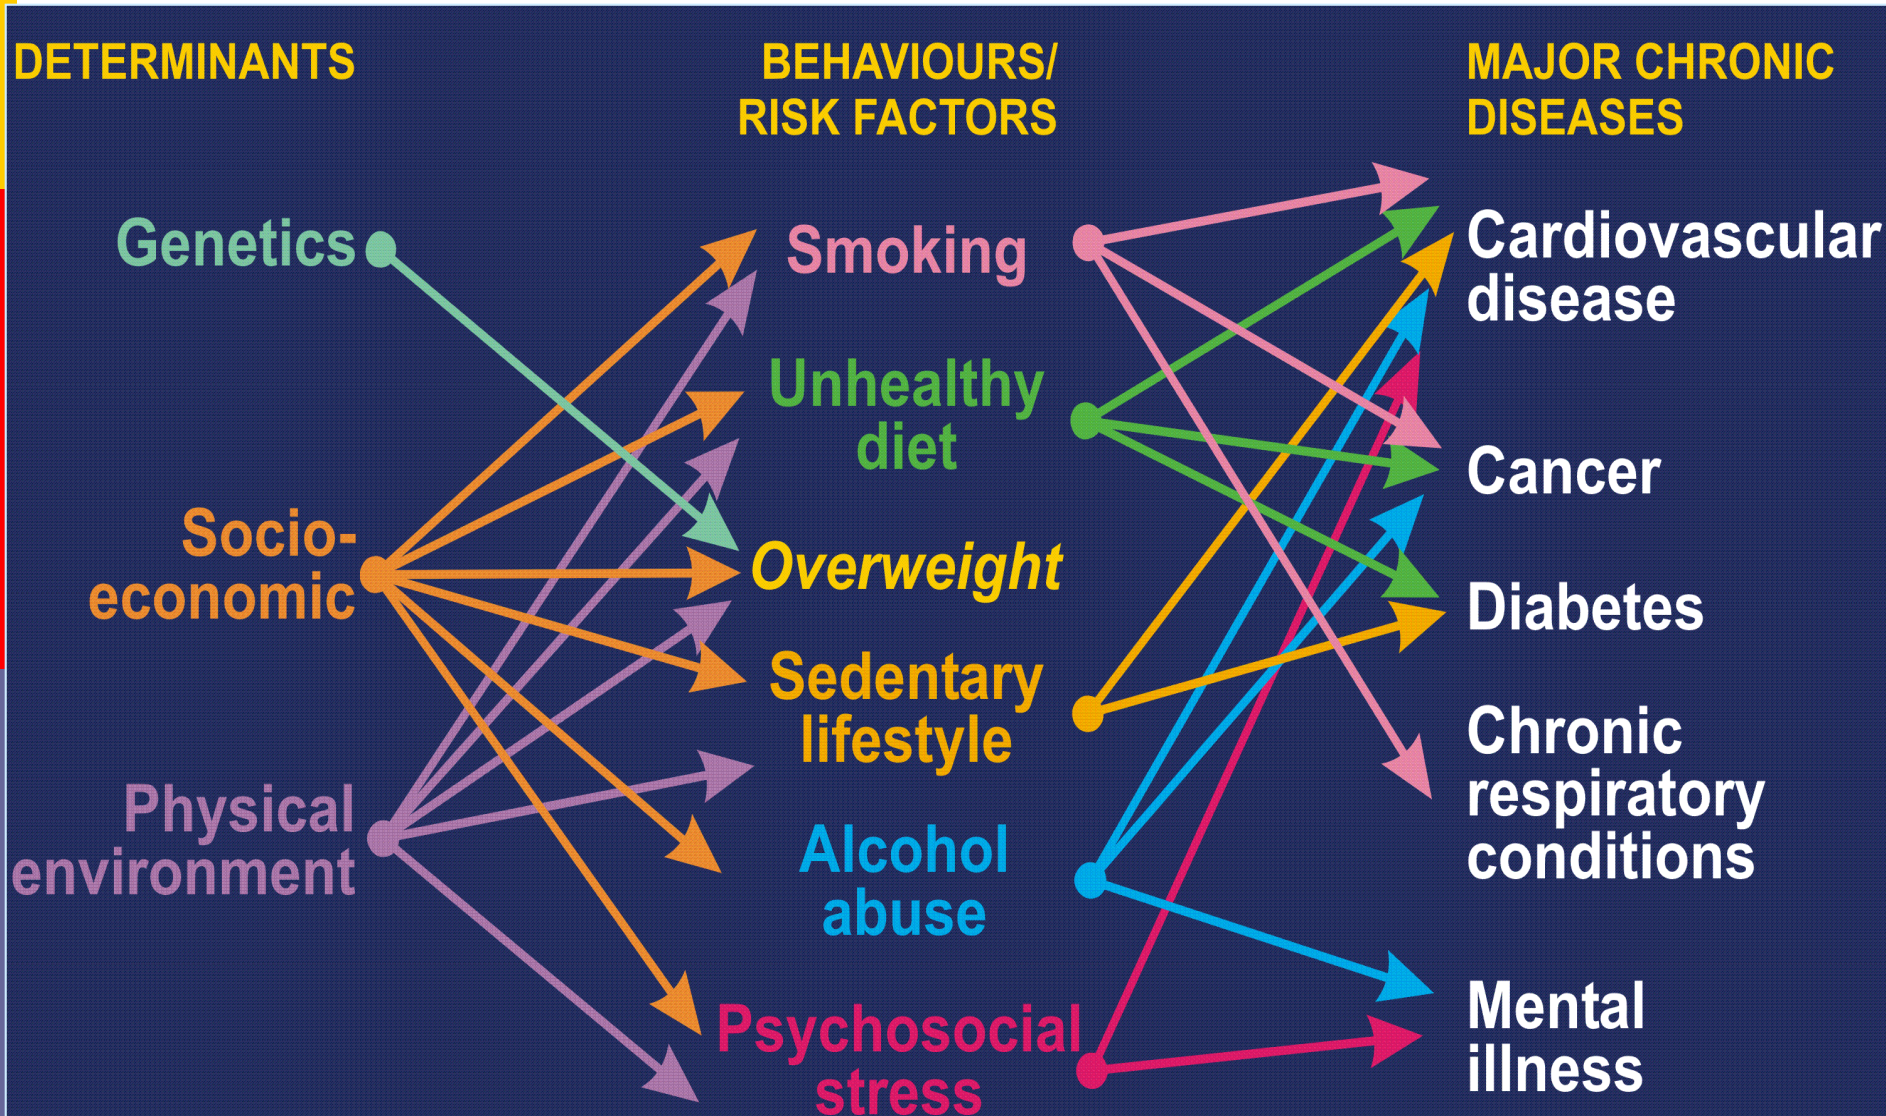 DETERMINANTS
BEHAVIOURS/
RISK FACTORS
MAJOR CHRONIC
DISEASES
Genetics
Socio-
economic
Physical
environment
Smoking
Unhealthy
diet
Overweight
Sedentary
lifestyle
Alcohol
abuse
Psychosocial
stress
Cardiovascular
disease
Cancer
Diabetes
Chronic
respiratory
conditions
Mental
illness